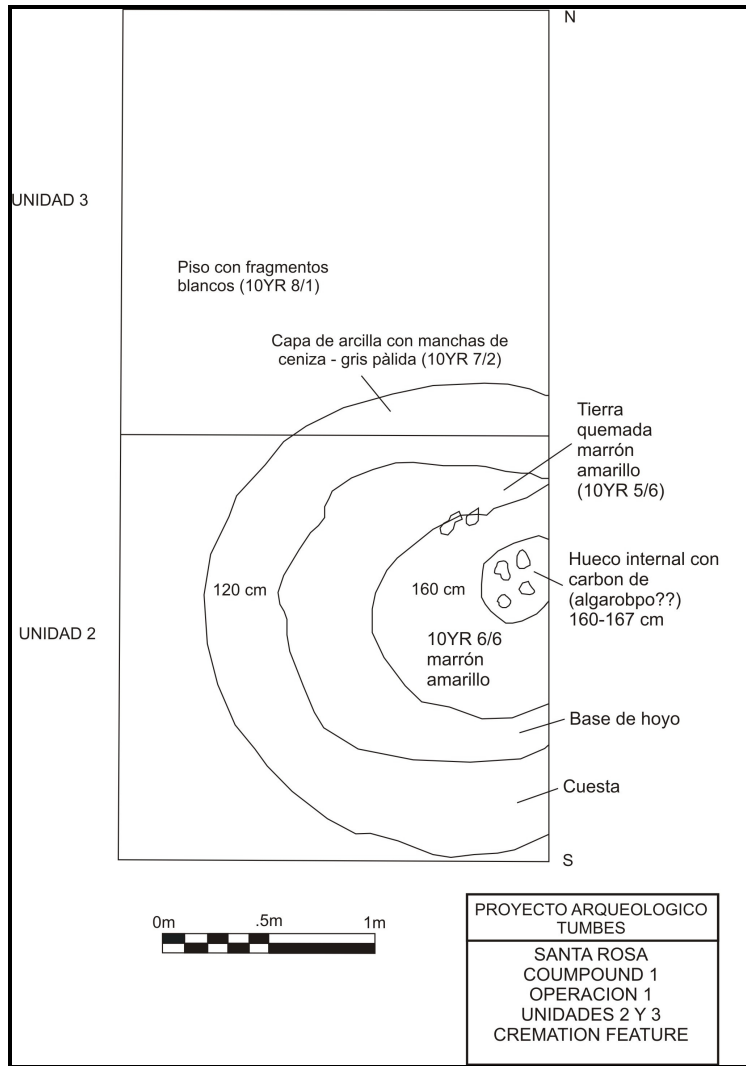 N
UNIDAD 3
Piso con fragmentos
blancos (10YR 8/1)
Capa de arcilla con manchas de
ceniza - gris pàlida (10YR 7/2)
Tierra
quemada
marrón
amarillo
(10YR 5/6)
Hueco internal con
carbon de
(algarobpo??)
160-167 cm
120 cm
160 cm
UNIDAD 2
10YR 6/6
marrón
amarillo
Base de hoyo
Cuesta
S
0m .5m 1m
PROYECTO ARQUEOLOGICO
TUMBES
SANTA ROSA
COUMPOUND 1
OPERACION 1
UNIDADES 2 Y 3
CREMATION FEATURE